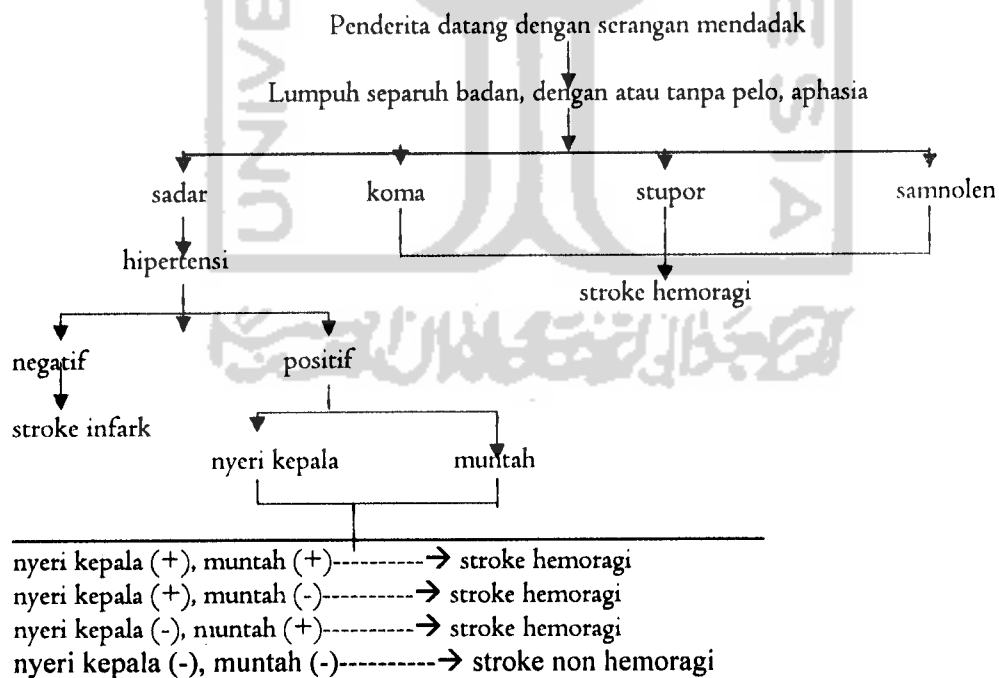 Penderita datang dengan serangan mendadak
Lumpuh separuh badan, dengan atau tanpa pelo, aphasia
sadar koma stupor samnolen
hipertensi
stroke hemoragi
negatif positif
stroke infark
nyeri kepala muntah
nyeri kepala (+), muntah (+)----------→ stroke hemoragi
nyeri kepala (+), muntah (-)----------→ stroke hemoragi
nyeri kepala (-), muntah (+)----------→ stroke hemoragi
nyeri kepala (-), muntah (-)----------→ stroke non hemoragi